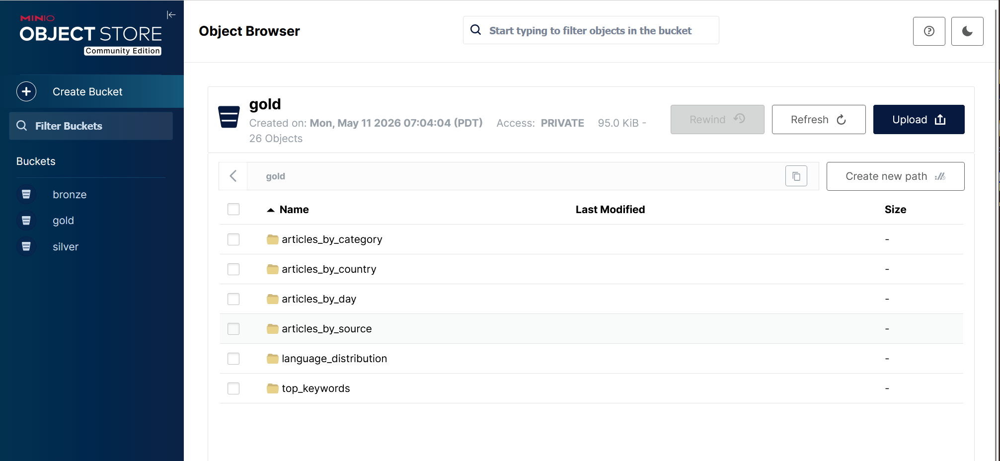 MINIO
OBJECT STORE
Community Edition
Create Bucket
Filter Buckets
Buckets
bronze
gold
silver
Object Browser
Start typing to filter objects in the bucket
gold
Created on: Mon, May 11 2026 07:04:04 (PDT) Access: PRIVATE 95.0 KiB -
26 Objects
Rewind
Refresh
Upload
gold
Create new path
Name Last Modified Size
articles_by_category -
articles_by_country -
articles_by_day -
articles_by_source -
language_distribution -
top_keywords -